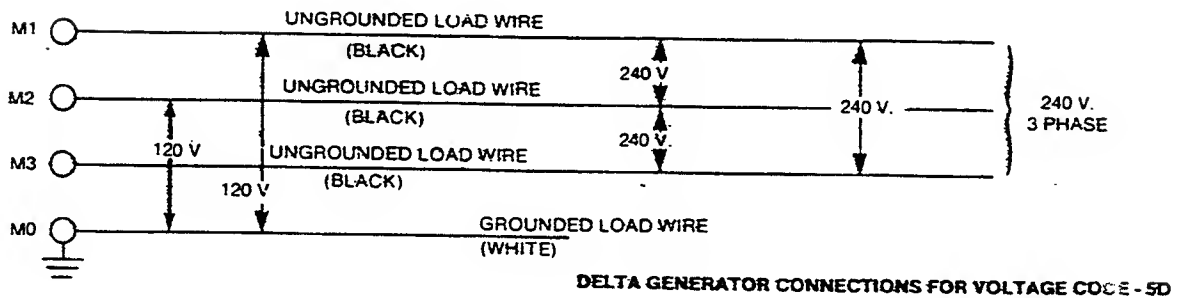 M1
UNGROUNDED LOAD WIRE
(BLACK)
M2
UNGROUNDED LOAD WIRE
(BLACK)
M3
UNGROUNDED LOAD WIRE
(BLACK)
M0
GROUNDED LOAD WIRE
(WHITE)
120 V
120 V
240 V
240 V.
240 V.
240 V.
3 PHASE
DELTA GENERATOR CONNECTIONS FOR VOLTAGE CODE - 5D